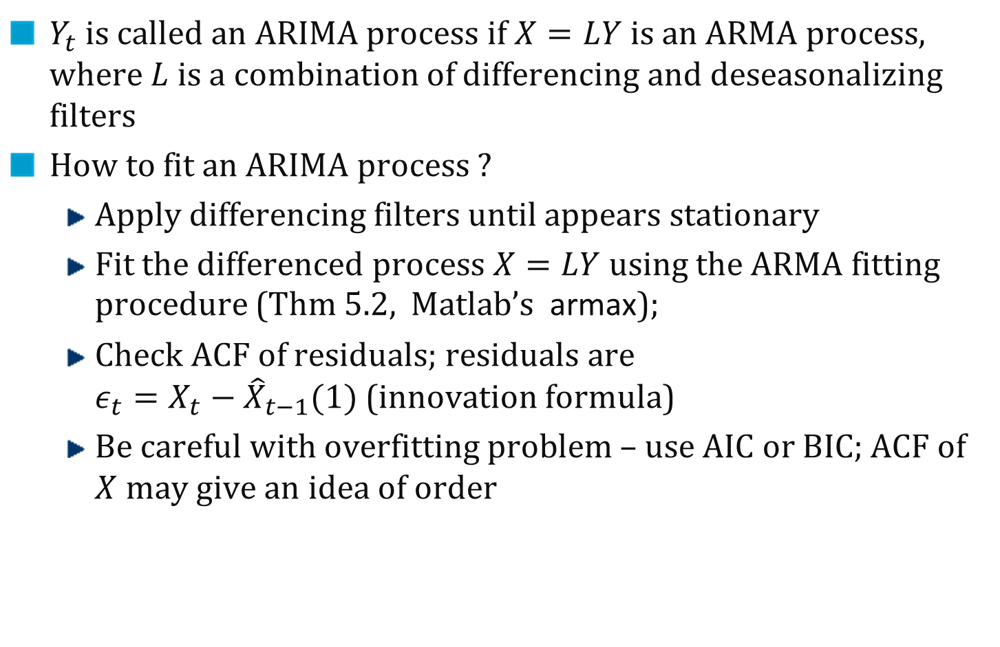 Y_t is called an ARIMA process if X = LY is an ARMA process,
where L is a combination of differencing and deseasonalizing
filters
How to fit an ARIMA process ?
Apply differencing filters until appears stationary
Fit the differenced process X = LY using the ARMA fitting
procedure (Thm 5.2, Matlab’s armax);
Check ACF of residuals; residuals are
ϵ_t = X_t − X̂_{t−1}(1) (innovation formula)
Be careful with overfitting problem – use AIC or BIC; ACF of
X may give an idea of order